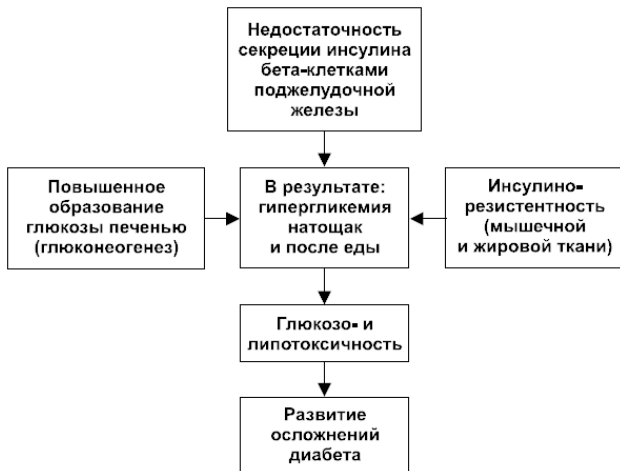 Недостаточность
секреции инсулина
бета-клетками
поджелудочной
железы
Повышенное
образование
глюкозы печенью
(глюконеогенез)
В результате:
гипергликемия
натощак
и после еды
Инсулино-
резистентность
(мышечной
и жировой ткани)
Глюкозо- и
липотоксичность
Развитие
осложнений
диабета